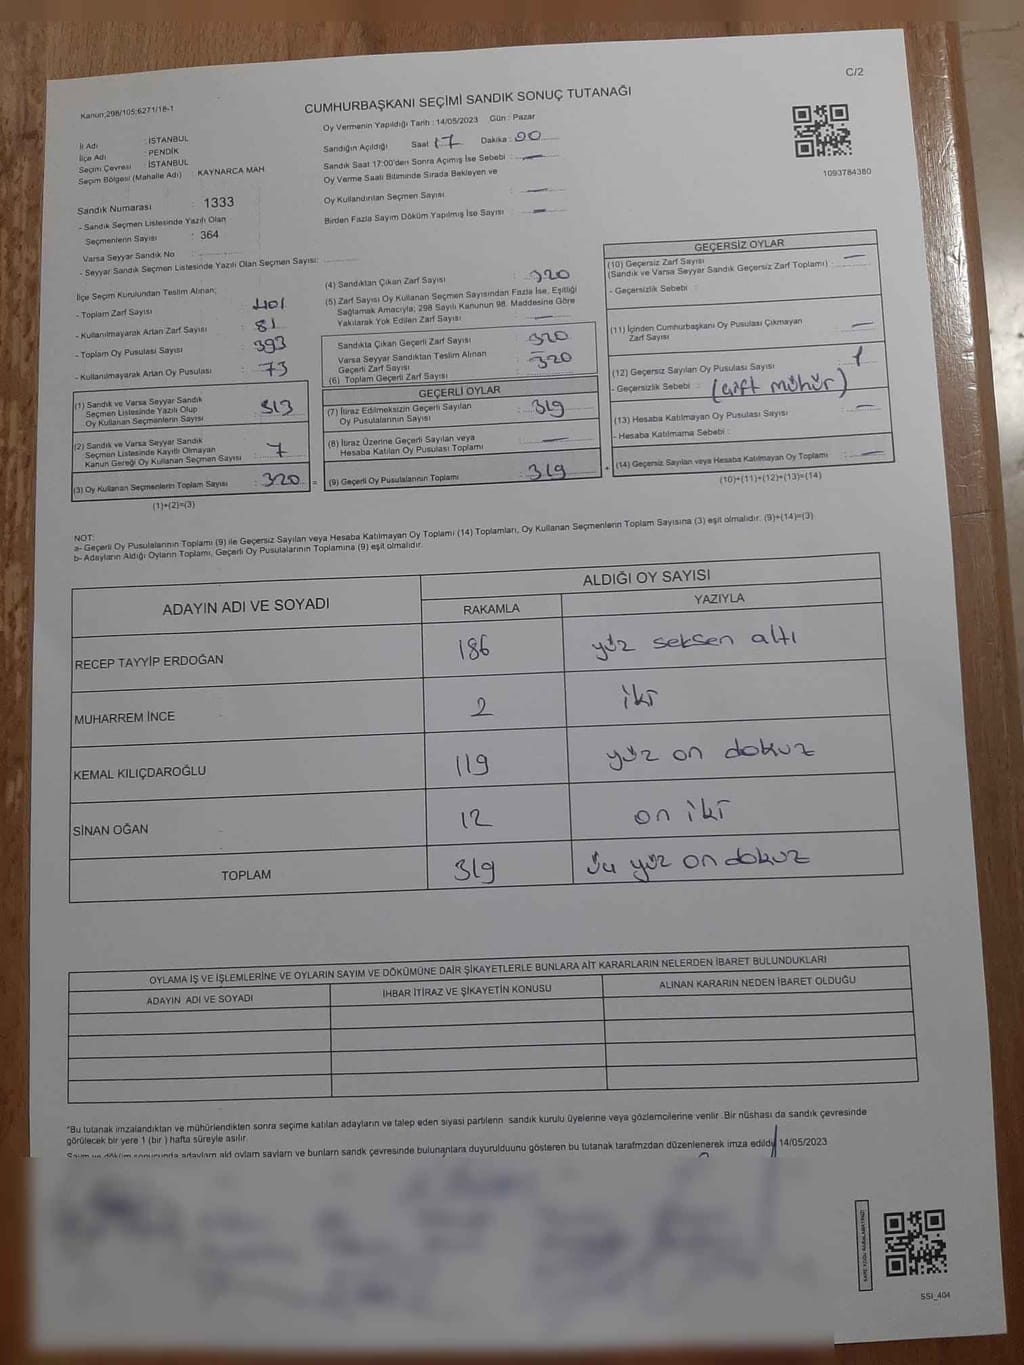 C/2
Kanun;298/105;6271/18-1
CUMHURBAŞKANI SEÇİMİ SANDIK SONUÇ TUTANAĞI
Oy Vermenin Yapıldığı Tarih : 14/05/2023 Gün : Pazar
İl Adı : İSTANBUL
İlçe Adı : PENDİK
Seçim Çevresi : İSTANBUL
Seçim Bölgesi (Mahalle Adı) KAYNARCA MAH
Sandığın Açıldığı Saat 17 Dakika : 00
Sandık Saat 17:00'den Sonra Açımış İse Sebebi : —
Oy Verme Saati Bitiminde Sırada Bekleyen ve
Oy Kullandırılan Seçmen Sayısı : —
Birden Fazla Sayım Döküm Yapılmış İse Sayısı : —
1093784380
Sandık Numarası : 1333
- Sandık Seçmen Listesinde Yazılı Olan
Seçmenlerin Sayısı : 364
Varsa Seyyar Sandık No :
- Seyyar Sandık Seçmen Listesinde Yazılı Olan Seçmen Sayısı:
İlçe Seçim Kurulundan Teslim Alınan;
- Toplam Zarf Sayısı : 401
- Kullanılmayarak Artan Zarf Sayısı : 81
- Toplam Oy Pusulası Sayısı : 393
- Kullanılmayarak Artan Oy Pusulası : 73
(1) Sandık ve Varsa Seyyar Sandık
Seçmen Listesinde Yazılı Olup
Oy Kullanan Seçmenlerin Sayısı : 313
(2) Sandık ve Varsa Seyyar Sandık
Seçmen Listesinde Kayıtlı Olmayan
Kanun Gereği Oy Kullanan Seçmen Sayısı : 7
(3) Oy Kullanan Seçmenlerin Toplam Sayısı : 320 =
(1)+(2)=(3)
(4) Sandıktan Çıkan Zarf Sayısı : 320
(5) Zarf Sayısı Oy Kullanan Seçmen Sayısından Fazla İse, Eşitliği
Sağlamak Amacıyla; 298 Sayılı Kanunun 98. Maddesine Göre
Yakılarak Yok Edilen Zarf Sayısı : —
Sandıkta Çıkan Geçerli Zarf Sayısı : 320
Varsa Seyyar Sandıktan Teslim Alınan
Geçerli Zarf Sayısı : —
(6) Toplam Geçerli Zarf Sayısı : 320
GEÇERLİ OYLAR
(7) İtiraz Edilmeksizin Geçerli Sayılan
Oy Pusulasının Sayısı : 319
(8) İtiraz Üzerine Geçerli Sayılan veya
Hesaba Katılan Oy Pusulası Toplamı : —
(9) Geçerli Oy Pusulalarının Toplamı : 319 +
GEÇERSİZ OYLAR
(10) Geçersiz Zarf Sayısı : —
(Sandık ve Varsa Seyyar Sandık Geçersiz Zarf Toplamı)
- Geçersizlik Sebebi :
(11) İçinden Cumhurbaşkanı Oy Pusulası Çıkmayan
Zarf Sayısı : —
(12) Geçersiz Sayılan Oy Pusulası Sayısı : 1
- Geçersizlik Sebebi : (çift mühür)
(13) Hesaba Katılmayan Oy Pusulası Sayısı : —
- Hesaba Katılmama Sebebi :
(14) Geçersiz Sayılan veya Hesaba Katılmayan Oy Toplamı : —
(10)+(11)+(12)+(13)=(14)
NOT:
a- Geçerli Oy Pusulalarının Toplamı (9) ile Geçersiz Sayılan veya Hesaba Katılmayan Oy Toplamı (14) Toplamları, Oy Kullanan Seçmenlerin Toplam Sayısına (3) eşit olmalıdır. (9)+(14)=(3)
b- Adayların Aldığı Oyların Toplamı, Geçerli Oy Pusulalarının Toplamına (9) eşit olmalıdır.
ADAYIN ADI VE SOYADI ALDIĞI OY SAYISI
RAKAMLA YAZIYLA
RECEP TAYYİP ERDOĞAN 186 yüz seksen altı
MUHARREM İNCE 2 iki
KEMAL KILIÇDAROĞLU 119 yüz on dokuz
SİNAN OĞAN 12 on iki
TOPLAM 319 üç yüz on dokuz
OYLAMA İŞ VE İŞLEMLERİNE VE OYLARIN SAYIM VE DÖKÜMÜNE DAİR ŞİKAYETLERLE BUNLARA AİT KARARLARIN NELERDEN İBARET BULUNDUKLARI
ADAYIN ADI VE SOYADI İHBAR İTİRAZ VE ŞİKAYETİN KONUSU ALINAN KARARIN NEDEN İBARET OLDUĞU
*Bu tutanak imzalandıktan ve mühürlendikten sonra seçime katılan adayların ve talep eden siyasi partilerin sandık kurulu üyelerine veya gözlemcilerine verilir. Bir nüshası da sandık çevresinde
görülecek bir yere 1 (bir ) hafta süreyle asılır.
Sayım ve döküm sonucunda adayların ald oyların sayların ve bunların sandk çevresinde bulunanlara duyurulduunu gösteren bu tutanak tarafmzdan düzenlenerek imza edildi. 14/05/2023
SSI_404